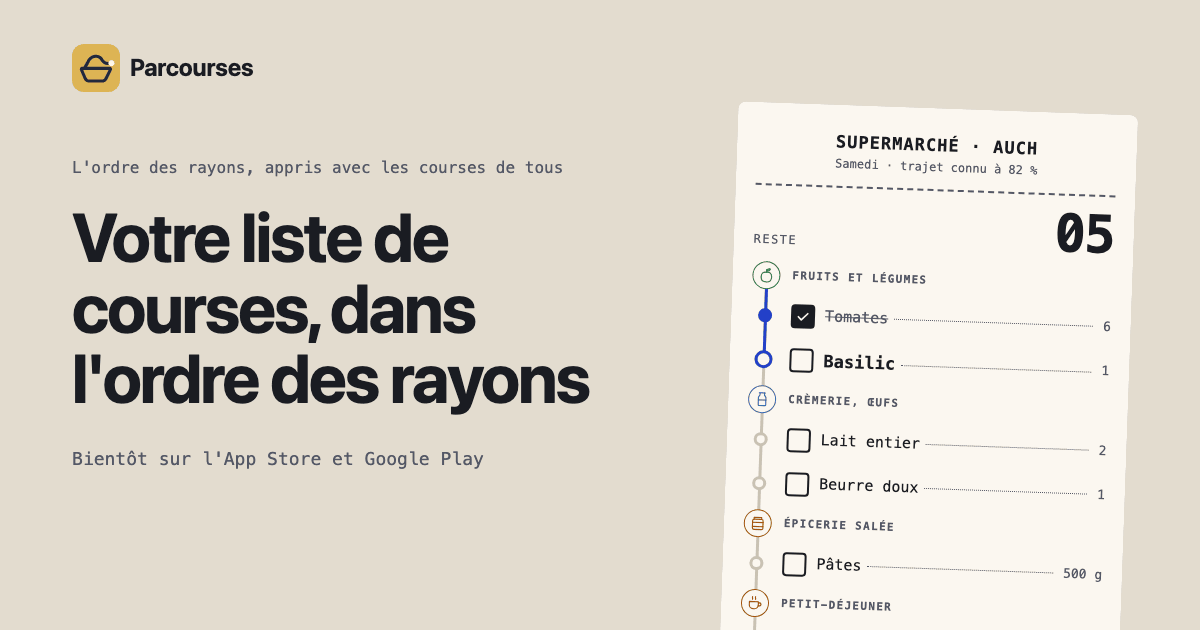 Parcourses
L'ordre des rayons, appris avec les courses de tous
Votre liste de
courses, dans
l'ordre des rayons
Bientôt sur l'App Store et Google Play
SUPERMARCHÉ · AUCH
Samedi · trajet connu à 82 %
RESTE 05
FRUITS ET LÉGUMES
Tomates 6
Basilic 1
CRÈMERIE, ŒUFS
Lait entier 2
Beurre doux 1
ÉPICERIE SALÉE
Pâtes 500 g
PETIT-DÉJEUNER